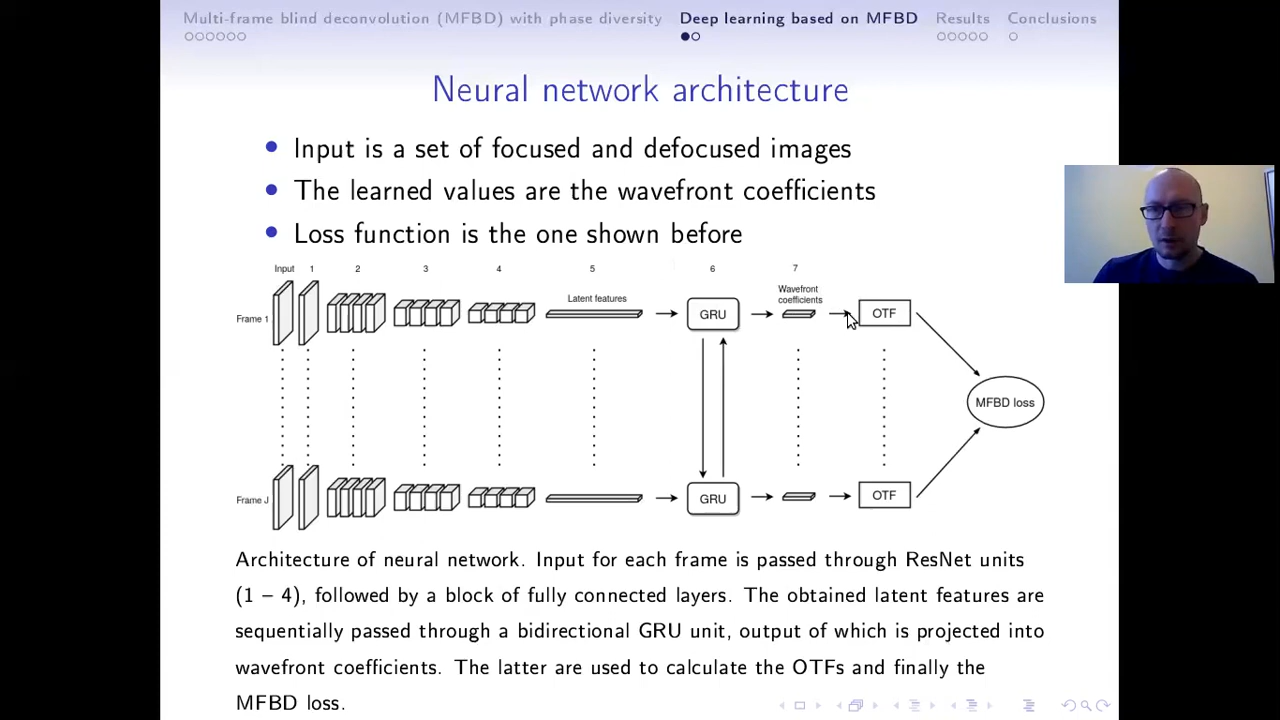 Multi-frame blind deconvolution (MFBD) with phase diversity Deep learning based on MFBD Results Conclusions
Neural network architecture
Input is a set of focused and defocused images
The learned values are the wavefront coefficients
Loss function is the one shown before
Input 1 2 3 4 5 6 7
Latent features
Wavefront
coefficients
Frame 1
GRU
OTF
MFBD loss
Frame J
GRU
OTF
Architecture of neural network. Input for each frame is passed through ResNet units
(1 – 4), followed by a block of fully connected layers. The obtained latent features are
sequentially passed through a bidirectional GRU unit, output of which is projected into
wavefront coefficients. The latter are used to calculate the OTFs and finally the
MFBD loss.